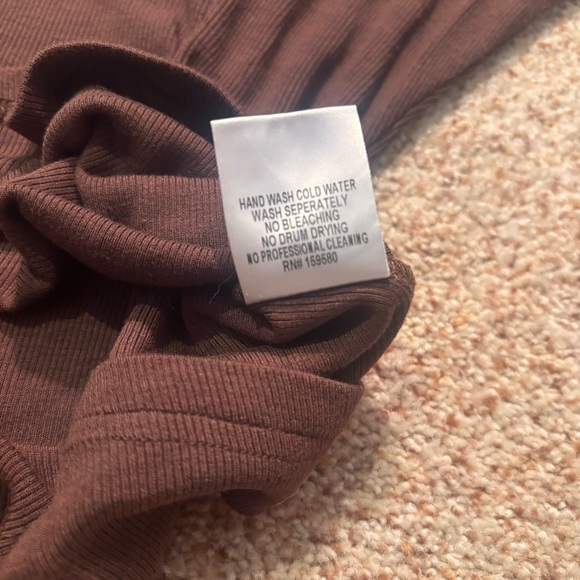 HAND WASH COLD WATER
WASH SEPERATELY
NO BLEACHING
NO DRUM DRYING
NO PROFESSIONAL CLEANING
RN# 159580